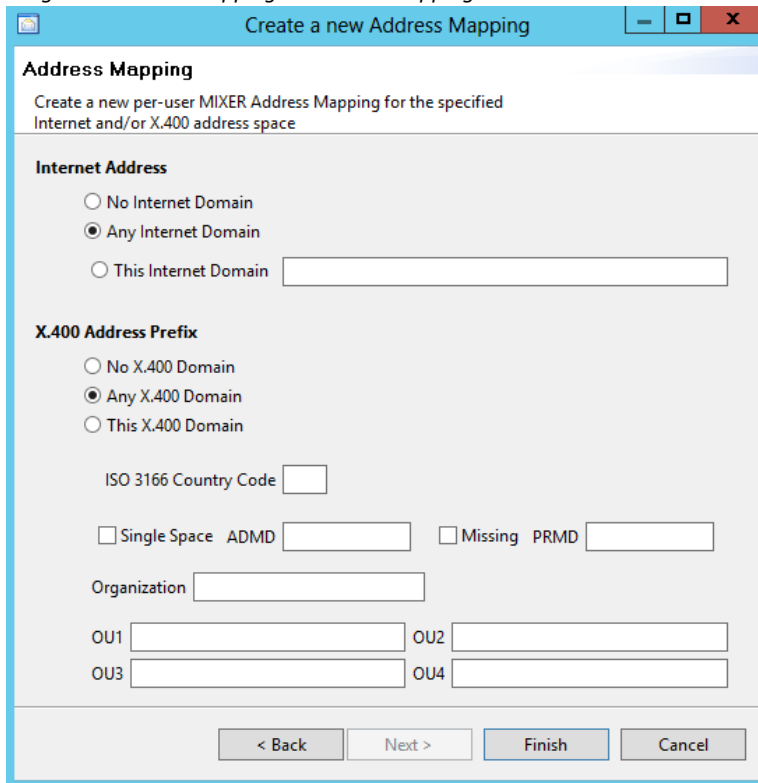 Create a new Address Mapping
Address Mapping
Create a new per-user MIXER Address Mapping for the specified
Internet and/or X.400 address space
Internet Address
No Internet Domain
Any Internet Domain
This Internet Domain
X.400 Address Prefix
No X.400 Domain
Any X.400 Domain
This X.400 Domain
ISO 3166 Country Code
Single Space ADMD Missing PRMD
Organization
OU1 OU2
OU3 OU4
< Back Next > Finish Cancel